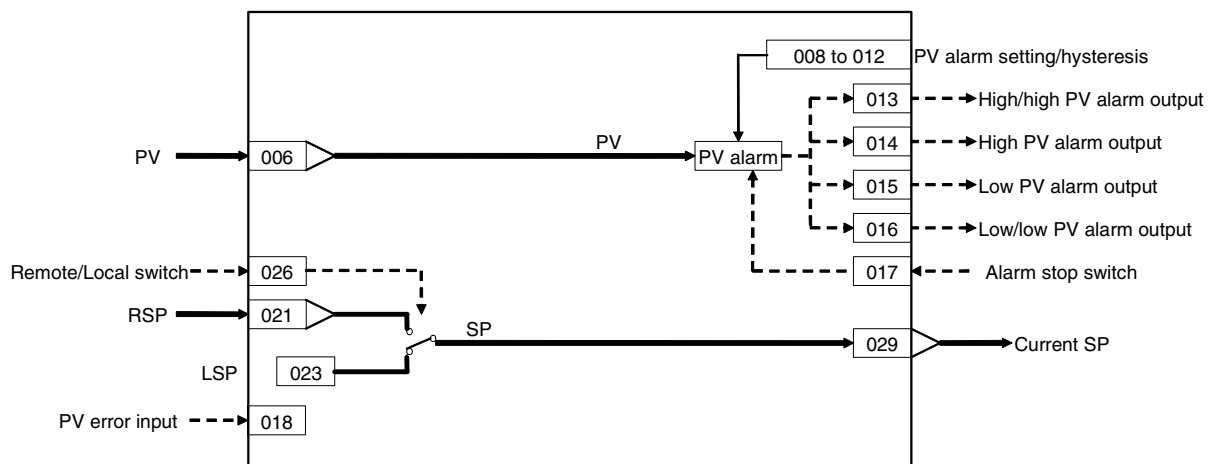 008 to 012 PV alarm setting/hysteresis
013 High/high PV alarm output
PV 006 PV PV alarm 014 High PV alarm output
015 Low PV alarm output
016 Low/low PV alarm output
Remote/Local switch 026 017 Alarm stop switch
RSP 021 SP 029 Current SP
LSP 023
PV error input 018